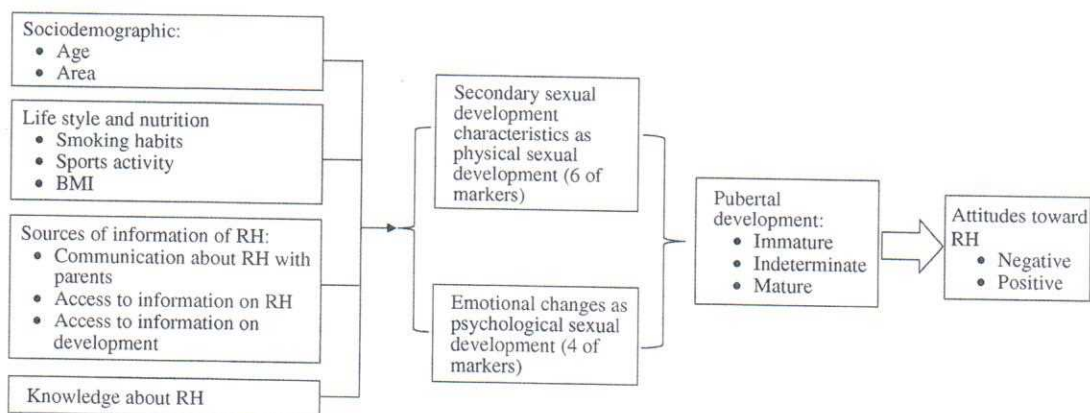 Sociodemographic:
• Age
• Area
Life style and nutrition
• Smoking habits
• Sports activity
• BMI
Sources of information of RH:
• Communication about RH with
parents
• Access to information on RH
• Access to information on
development
Knowledge about RH
Secondary sexual
development
characteristics as
physical sexual
development (6 of
markers)
Emotional changes as
psychological sexual
development (4 of
markers)
Pubertal
development:
• Immature
• Indeterminate
• Mature
Attitudes toward
RH
• Negative
• Positive